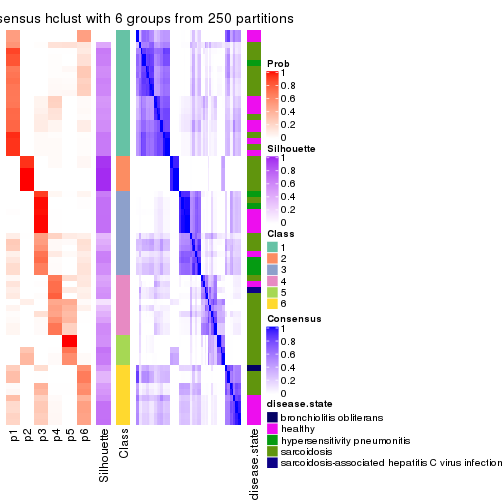 sensus hclust with 6 groups from 250 partitions
p1
p2
p3
p4
p5
p6
Silhouette
Class
disease.state
Prob
1
0.8
0.6
0.4
0.2
0
Silhouette
1
0.8
0.6
0.4
0.2
0
Class
1
2
3
4
5
6
Consensus
1
0.8
0.6
0.4
0.2
0
disease.state
bronchiolitis obliterans
healthy
hypersensitivity pneumonitis
sarcoidosis
sarcoidosis-associated hepatitis C virus infection